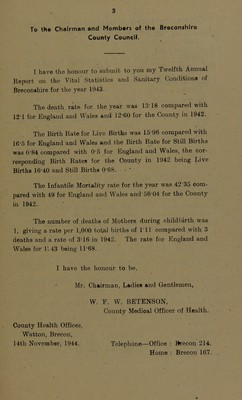 3
To the Chairman and Members of the Breconshire
County Council.
I have the honour to submit to you my Twelfth Annual
Report on the Vital Statistics and Sanitary Conditions of
Breconshire for the year 1943.
The death rate for the year was 13·18 compared with
12·1 for England and Wales and 12·60 for the County in 1942.
The Birth Rate for Live Births was 15·96 compared with
16·5 for England and Wales and the Birth Rate for Still Births
was 0·84 compared with 0·5 for England and Wales, the cor-
responding Birth Rates for the County in 1942 being Live
Births 16·40 and Still Births 0·68.
The Infantile Mortality rate for the year was 42·35 com-
pared with 49 for England and Wales and 56·04 for the County
in 1942.
The number of deaths of Mothers during childbirth was
1, giving a rate per 1,000 total births of 1·11 compared with 3
deaths and a rate of 3·16 in 1942. The rate for England and
Wales for 1943 being 11·68.
I have the honour to be,
Mr. Chairman, Ladies and Gentlemen,
W. F. W. BETENSON,
County Medical Officer of Health.
County Health Offices,
Watton, Brecon,
14th November, 1944.
Telephone—Office : Brecon 214.
Home : Brecon 167.